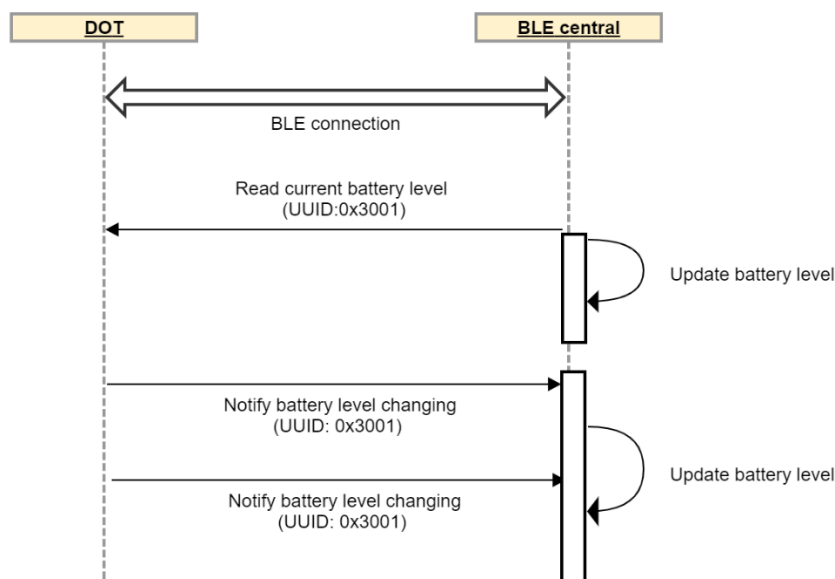 DOT
BLE central
BLE connection
Read current battery level
(UUID:0x3001)
Update battery level
Notify battery level changing
(UUID: 0x3001)
Update battery level
Notify battery level changing
(UUID: 0x3001)